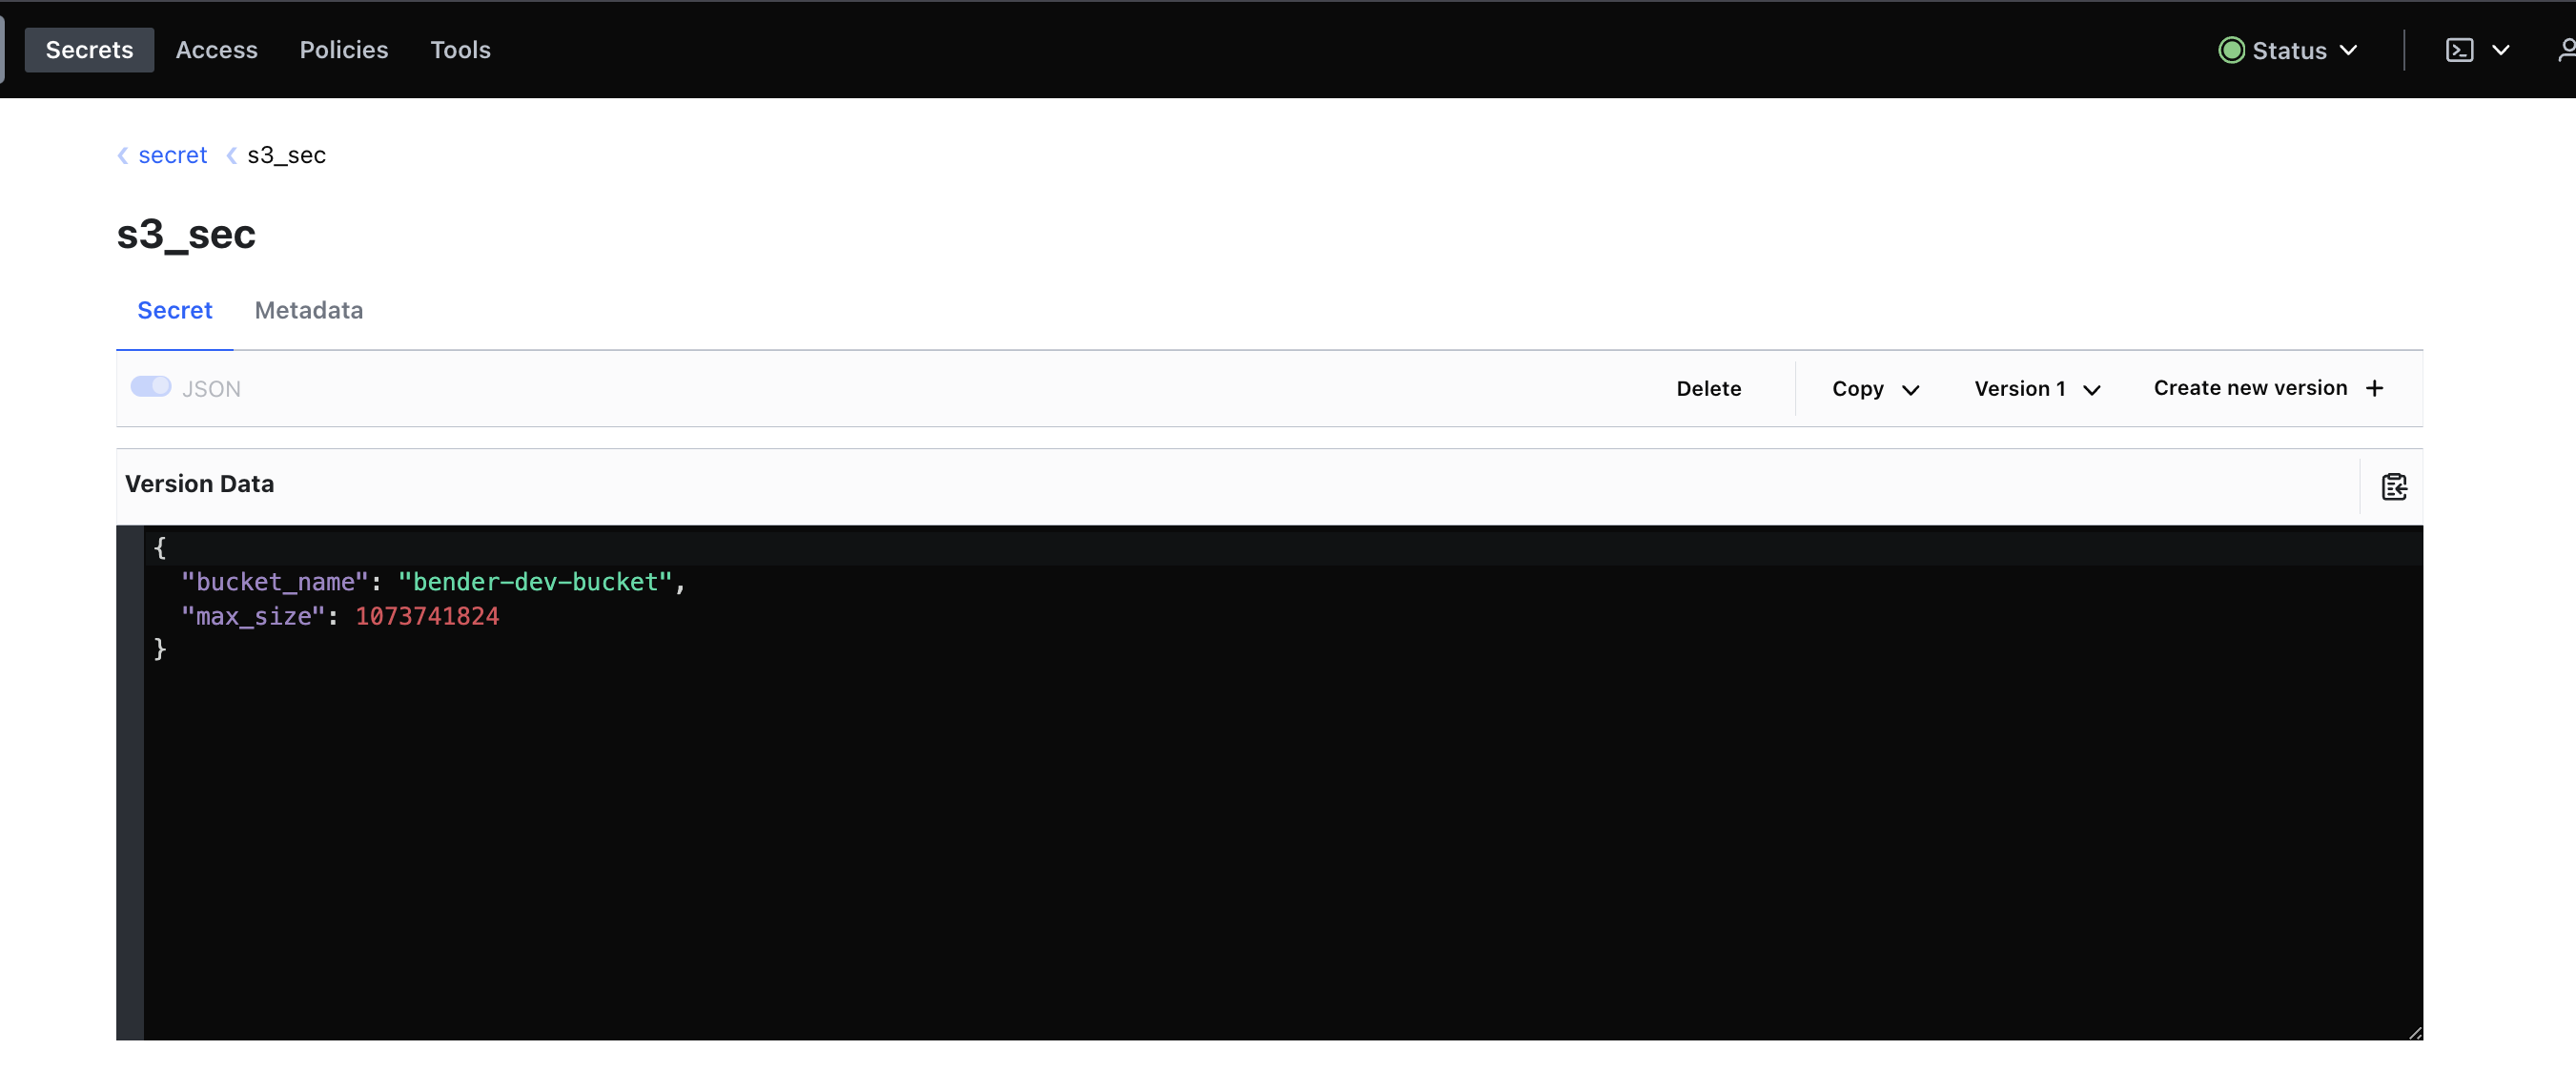 Secrets Access Policies Tools Status
secret s3_sec
s3_sec
Secret Metadata
JSON Delete Copy Version 1 Create new version +
Version Data
{
  "bucket_name": "bender-dev-bucket",
  "max_size": 1073741824
}